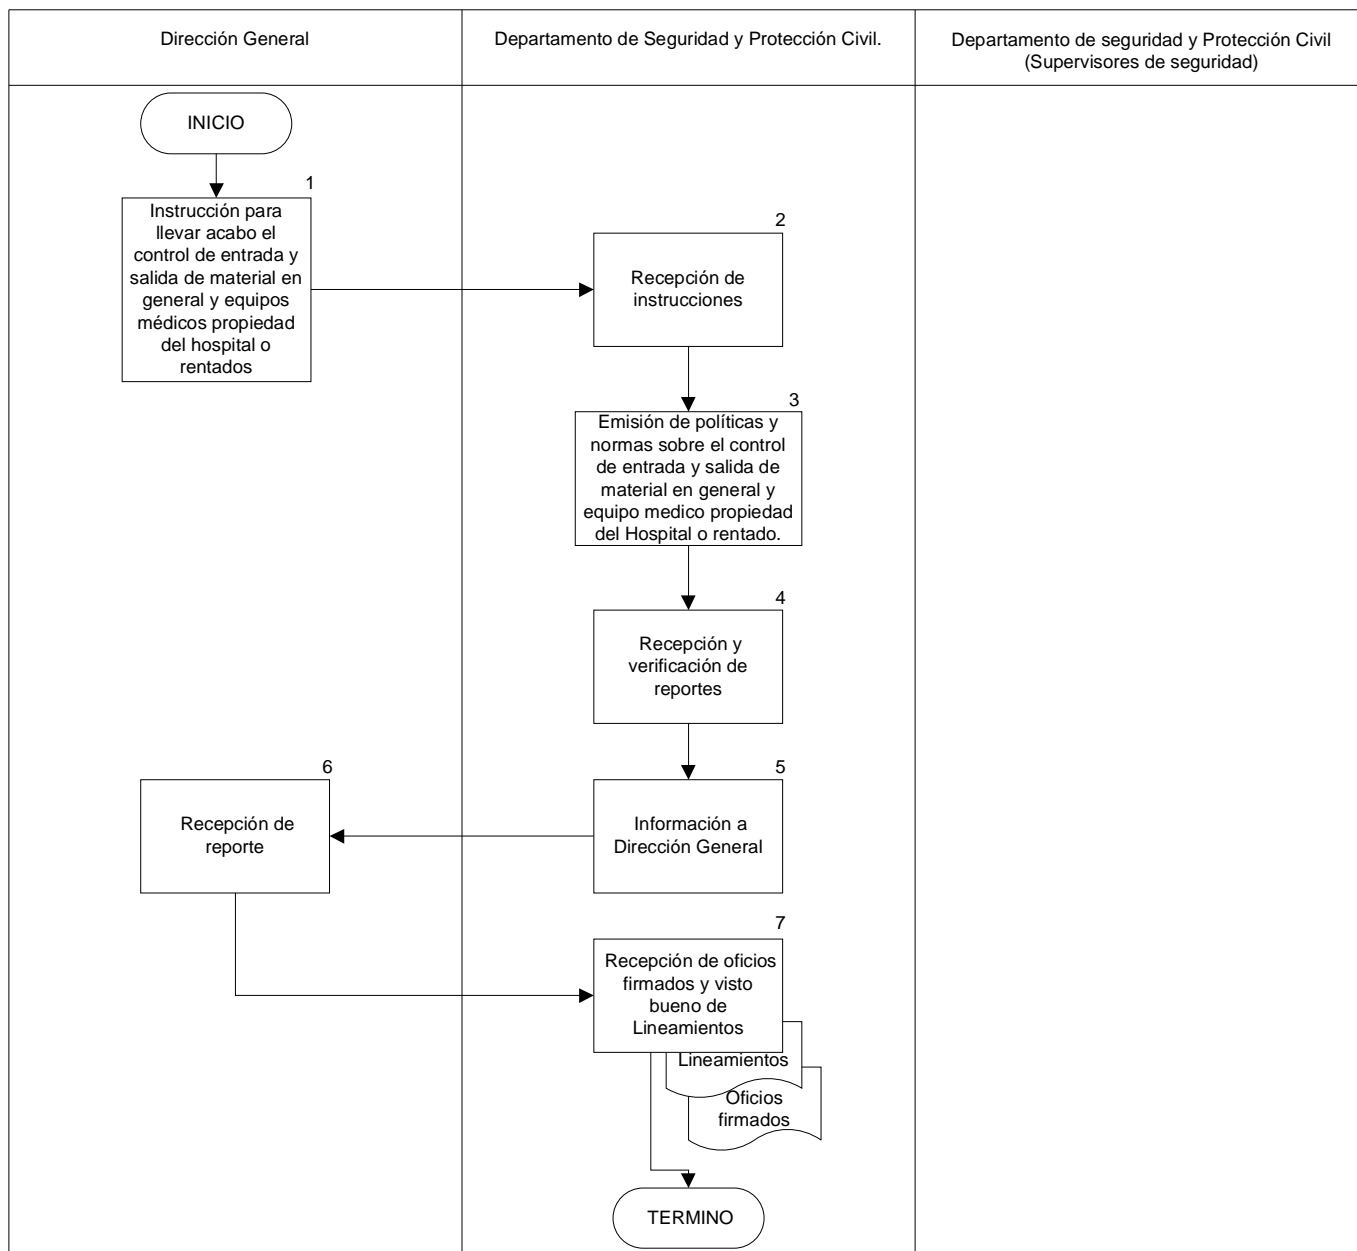 Dirección General
Departamento de Seguridad y Protección Civil.
Departamento de seguridad y Protección Civil
(Supervisores de seguridad)
INICIO
1
Instrucción para
llevar acabo el
control de entrada y
salida de material en
general y equipos
médicos propiedad
del hospital o
rentados
2
Recepción de
instrucciones
3
Emisión de políticas y
normas sobre el control
de entrada y salida de
material en general y
equipo medico propiedad
del Hospital o rentado.
4
Recepción y
verificación de
reportes
5
Información a
Dirección General
6
Recepción de
reporte
7
Recepción de oficios
firmados y visto
bueno de
Lineamientos
Lineamientos
Oficios
firmados
TERMINO